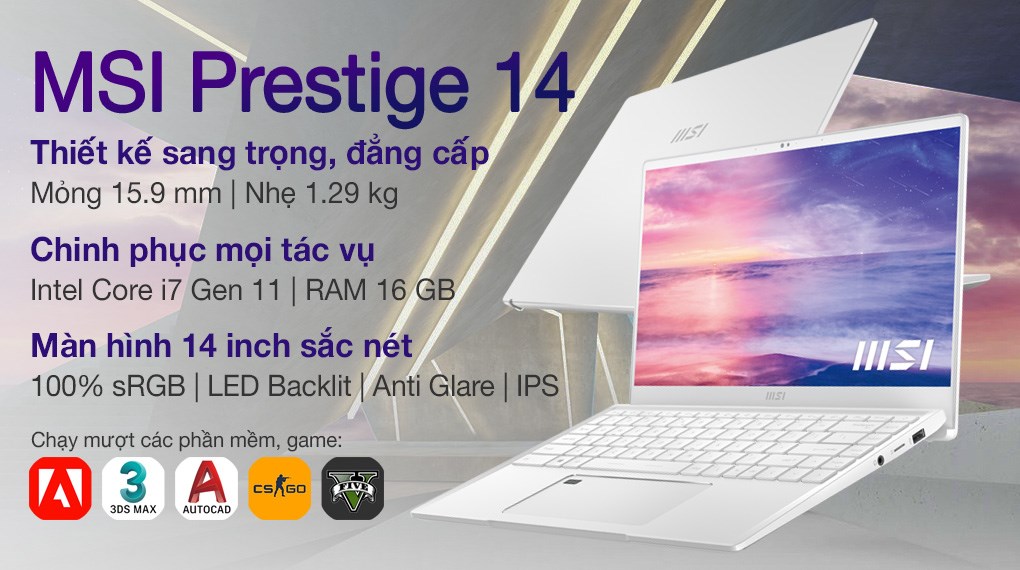 MSI Prestige 14
Thiết kế sang trọng, đẳng cấp
Mỏng 15.9 mm | Nhẹ 1.29 kg
Chinh phục mọi tác vụ
Intel Core i7 Gen 11 | RAM 16 GB
Màn hình 14 inch sắc nét
100% sRGB | LED Backlit | Anti Glare | IPS
Chạy mượt các phần mềm, game:
3
3DS MAX
A
AUTOCAD
CS GO
V
FIVE
msi
msi
msi